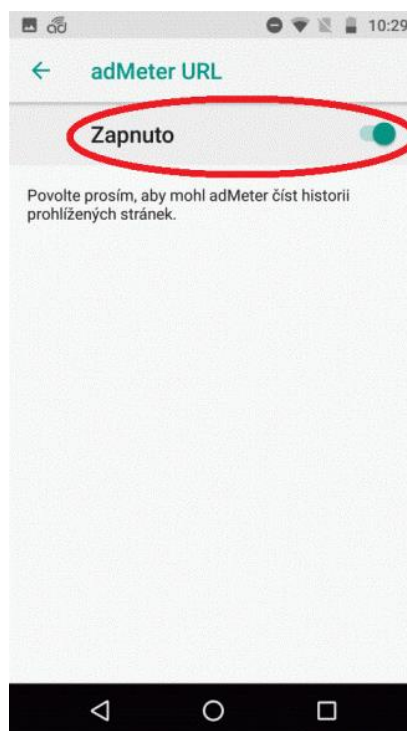 10:29
adMeter URL
Zapnuto
Povolte prosím, aby mohl adMeter číst historii
prohlížených stránek.